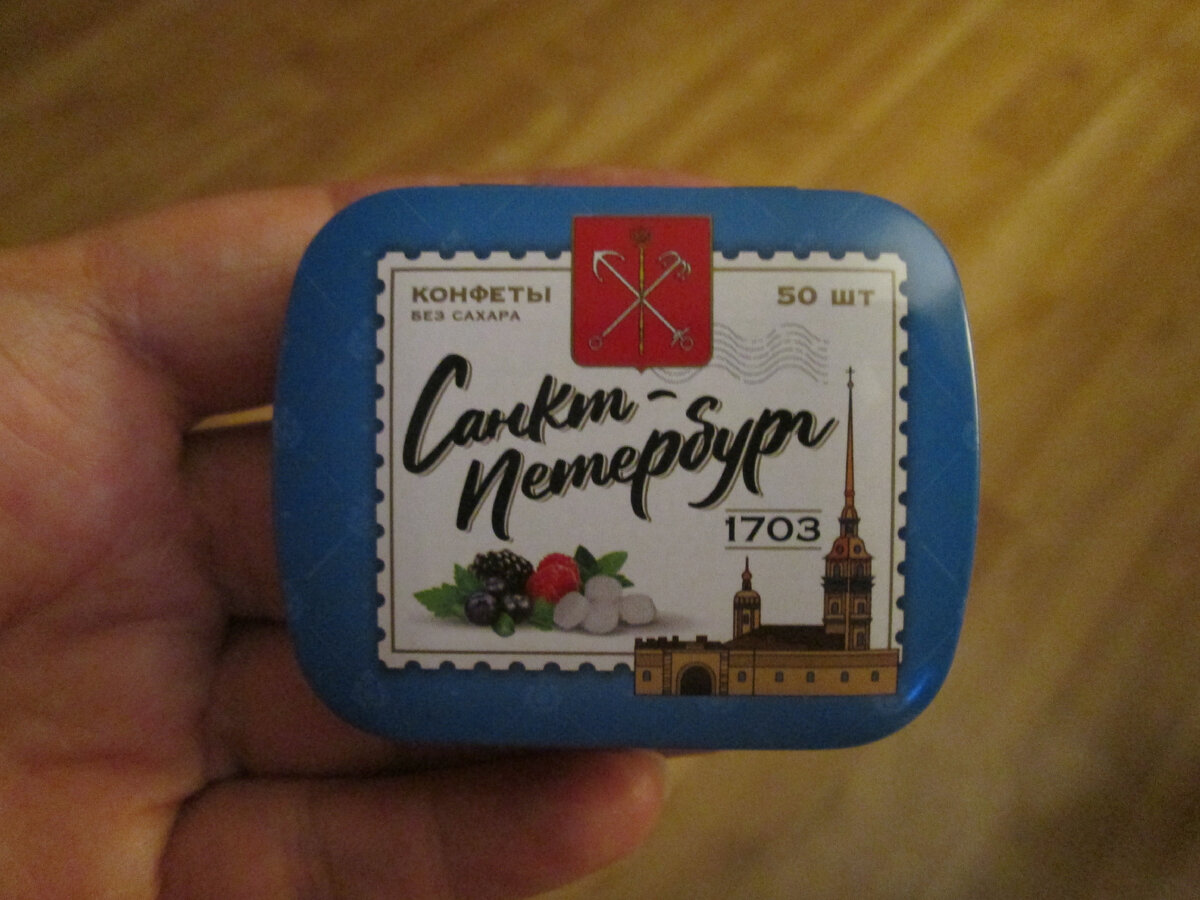 КОНФЕТЫ
БЕЗ САХАРА
50 ШТ
Санкт-
Петербург
1703